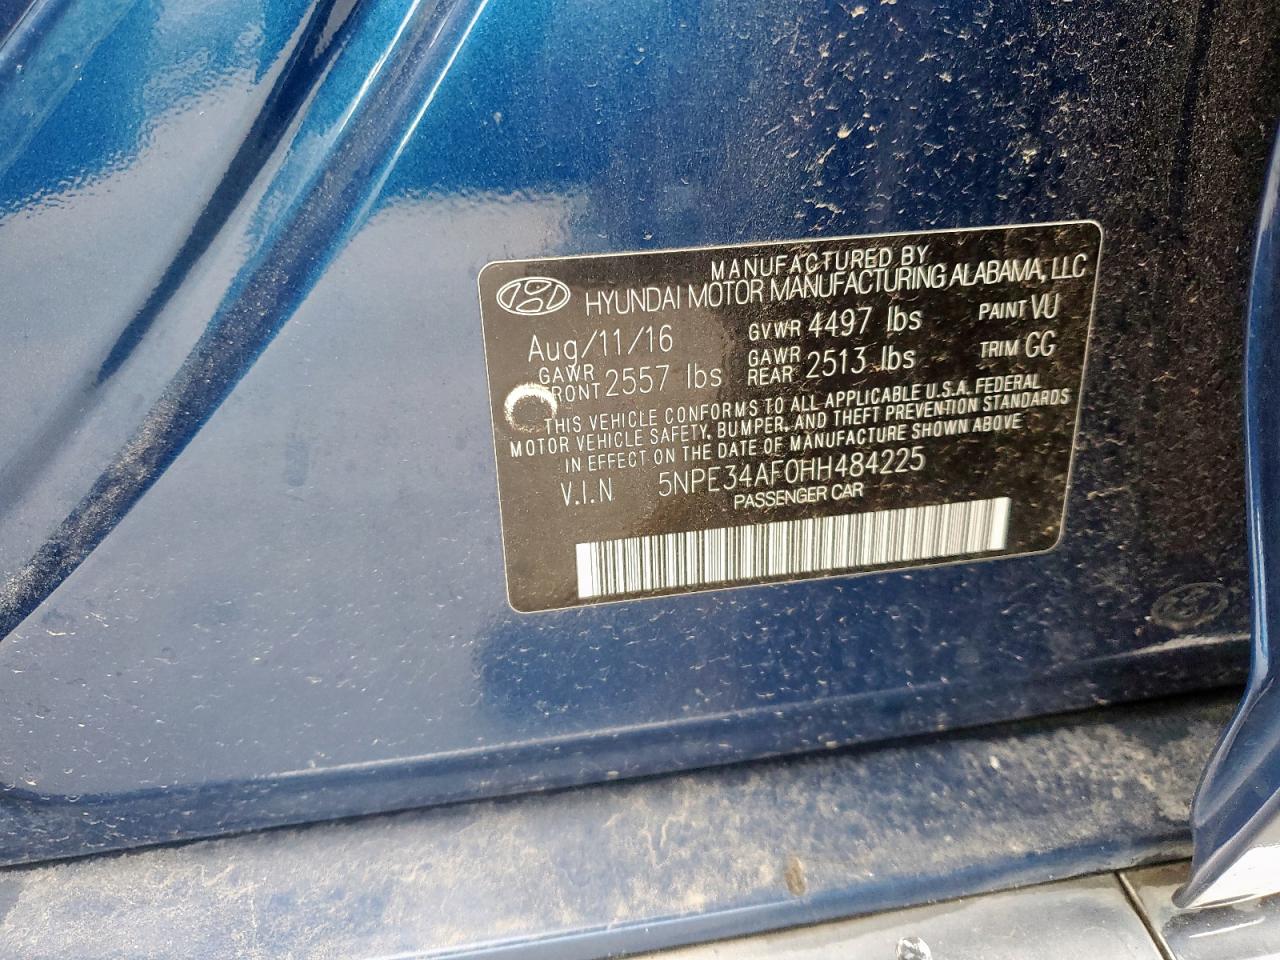 MANUFACTURED BY
HYUNDAI MOTOR MANUFACTURING ALABAMA, LLC
Aug/11/16 GVWR 4497 lbs PAINT VU
GAWR FRONT 2557 lbs GAWR REAR 2513 lbs TRIM GG
THIS VEHICLE CONFORMS TO ALL APPLICABLE U.S.A. FEDERAL
MOTOR VEHICLE SAFETY, BUMPER, AND THEFT PREVENTION STANDARDS
IN EFFECT ON THE DATE OF MANUFACTURE SHOWN ABOVE
V.I.N 5NPE34AF0HH484225
PASSENGER CAR